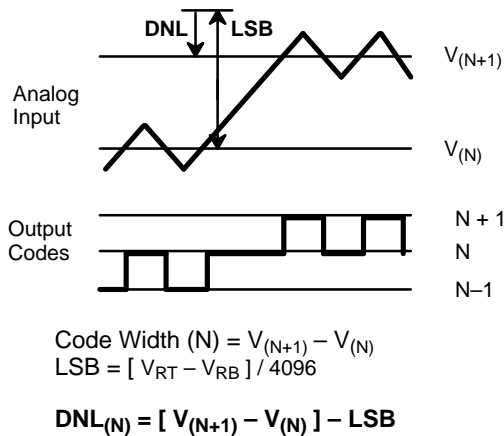 DNL LSB
V(N+1)
Analog
Input
V(N)
Output
Codes
N + 1
N
N–1
Code Width (N) = V(N+1) – V(N)
LSB = [ VRT – VRB ] / 4096
DNL(N) = [ V(N+1) – V(N) ] – LSB